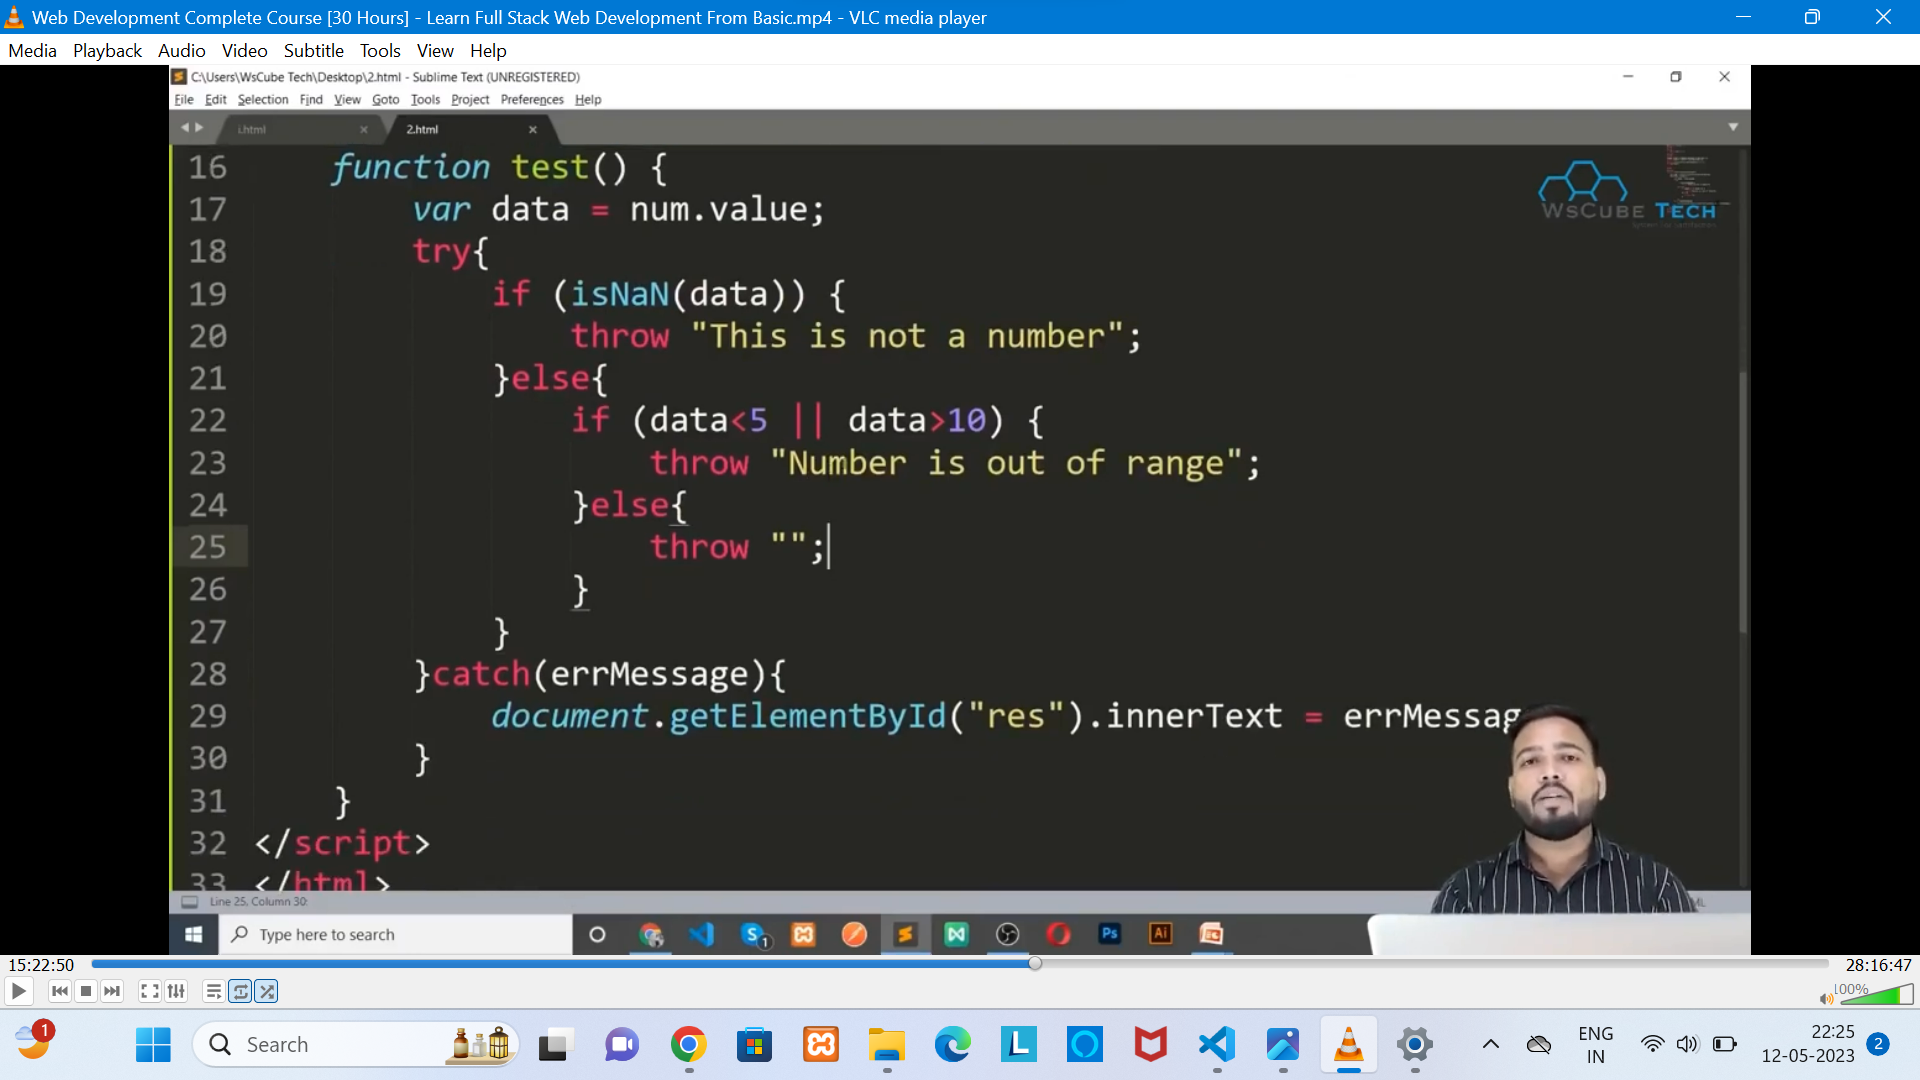 Web Development Complete Course [30 Hours] - Learn Full Stack Web Development From Basic.mp4 - VLC media player
Media Playback Audio Video Subtitle Tools View Help
C:\Users\WsCube Tech\Desktop\2.html - Sublime Text (UNREGISTERED)
File Edit Selection Find View Goto Tools Project Preferences Help
2.html
WSCUBE TECH
16 function test() {
17 var data = num.value;
18 try{
19 if (isNaN(data)) {
20 throw "This is not a number";
21 }else{
22 if (data<5 || data>10) {
23 throw "Number is out of range";
24 }else{
25 throw "";
26 }
27 }
28 }catch(errMessage){
29 document.getElementById("res").innerText = errMessag
30 }
31 }
32 </script>
33 </html>
Line 25, Column 30
Type here to search
S 1
Ps
Ai
15:22:50
28:16:47
100%
1
Search
L
ENG
IN
22:25
12-05-2023
2